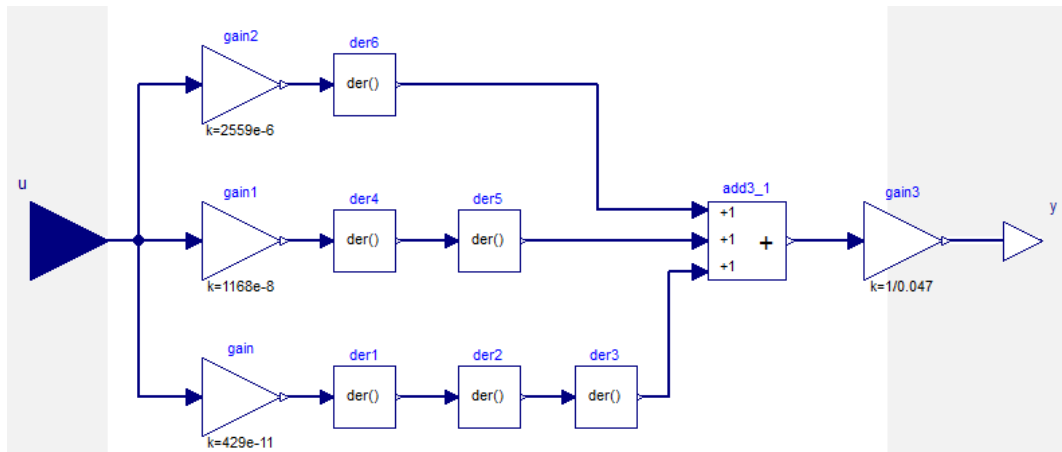 gain2
der6
der()
k=2559e-6
u
gain1
der4
der5
add3_1
gain3
y
+1
der()
der()
+1
+
+1
k=1168e-8
k=1/0.047
gain
der1
der2
der3
der()
der()
der()
k=429e-11